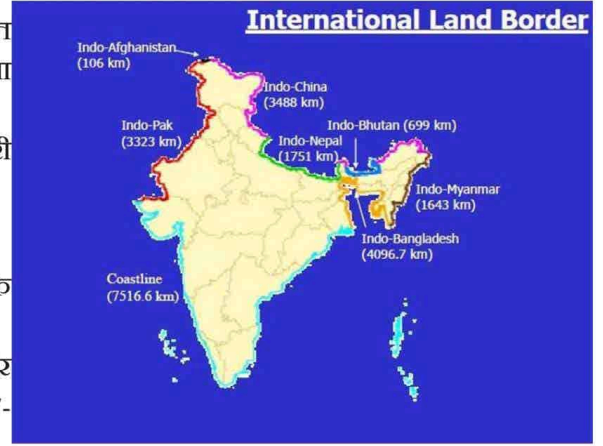 International Land Border
Indo-Afghanistan
(106 km)
Indo-China
(3488 km)
Indo-Pak
(3323 km)
Indo-Bhutan (699 km)
Indo-Nepal
(1751 km)
Indo-Myanmar
(1643 km)
Indo-Bangladesh
(4096.7 km)
Coastline
(7516.6 km)